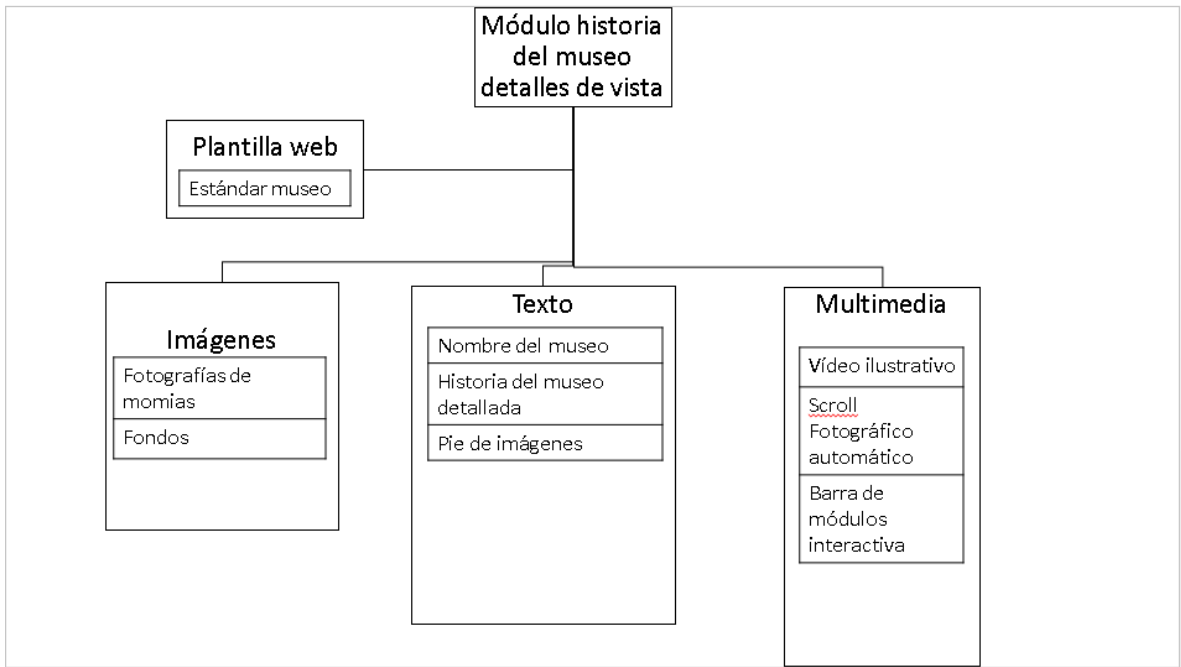 Módulo historia
del museo
detalles de vista
Plantilla web
Estándar museo
Imágenes
Fotografías de
momias
Fondos
Texto
Nombre del museo
Historia del museo
detallada
Pie de imágenes
Multimedia
Vídeo ilustrativo
Scroll
Fotográfico
automático
Barra de
módulos
interactiva